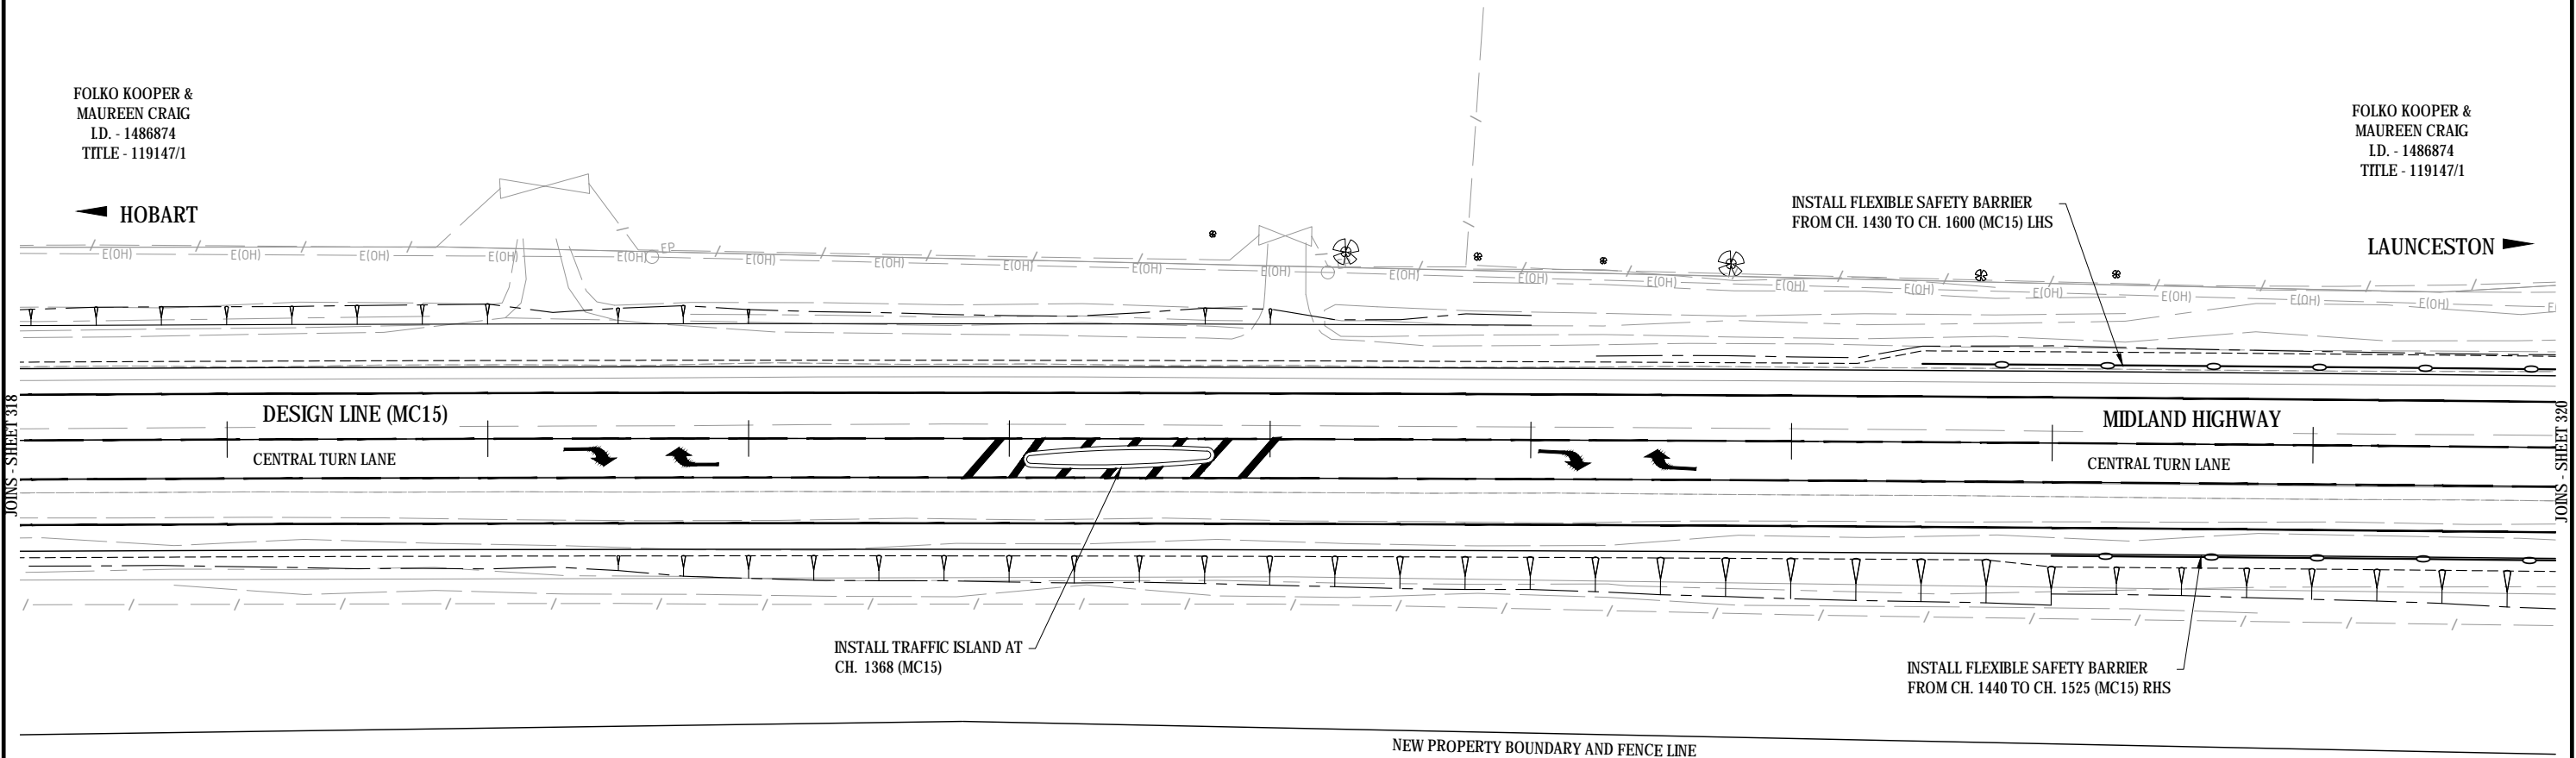 FOLKO KOOPER &
MAUREEN CRAIG
I.D. - 1486874
TITLE - 119147/1
FOLKO KOOPER &
MAUREEN CRAIG
I.D. - 1486874
TITLE - 119147/1
HOBART
INSTALL FLEXIBLE SAFETY BARRIER
FROM CH. 1430 TO CH. 1600 (MC15) LHS
LAUNCESTON
E(OH) E(OH) E(OH) E(OH) E(OH) EP E(OH) E(OH) E(OH) E(OH) E(OH) E(OH) E(OH) E(OH) E(OH) E(OH) E(OH) E(OH) E(OH) E(OH) E(
JOINS - SHEET 318
DESIGN LINE (MC15)
MIDLAND HIGHWAY
CENTRAL TURN LANE
CENTRAL TURN LANE
JOINS - SHEET 320
INSTALL TRAFFIC ISLAND AT
CH. 1368 (MC15)
INSTALL FLEXIBLE SAFETY BARRIER
FROM CH. 1440 TO CH. 1525 (MC15) RHS
NEW PROPERTY BOUNDARY AND FENCE LINE